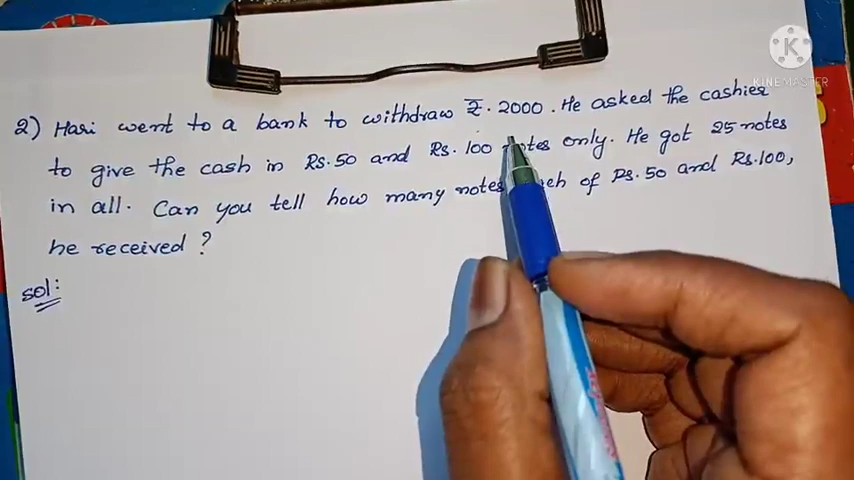 2) Hari went to a bank to withdraw ₹. 2000. He asked the cashier
to give the cash in Rs.50 and Rs.100 notes only. He got 25 notes
in all. Can you tell how many notes each of Rs.50 and Rs.100,
he received ?
Sol:
K
KINEMASTER